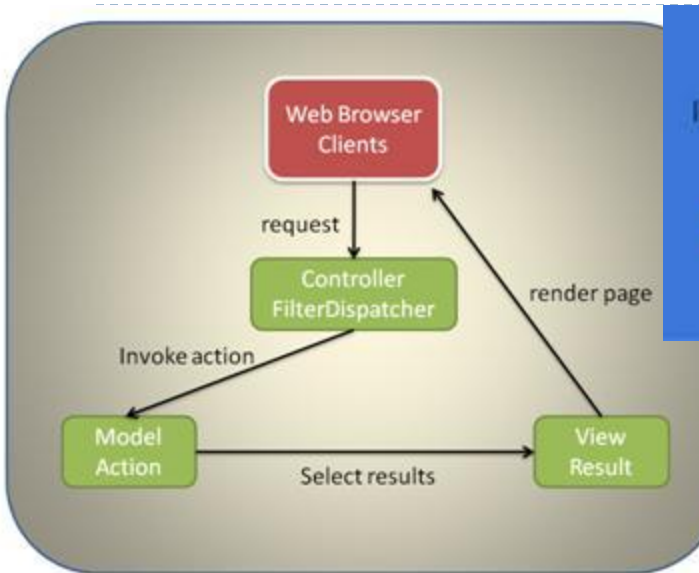 Web Browser
Clients
request
Controller
FilterDispatcher
render page
Invoke action
Model
Action
View
Result
Select results